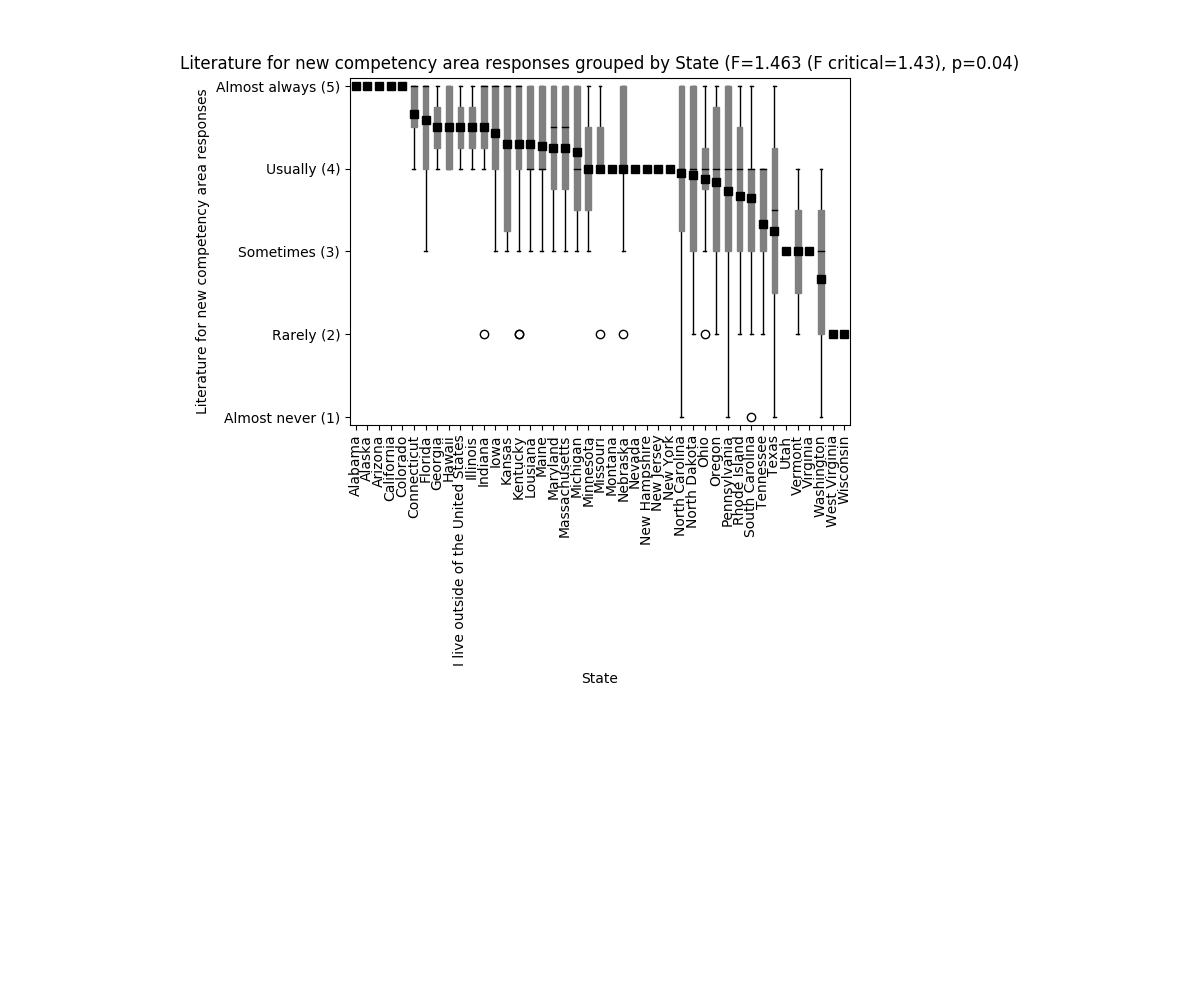 Literature for new competency area responses grouped by State (F=1.463 (F critical=1.43), p=0.04)
Literature for new competency area responses
Almost always (5)
Usually (4)
Sometimes (3)
Rarely (2)
Almost never (1)
Alabama
Alaska
Arizona
California
Colorado
Connecticut
Florida
Georgia
Hawaii
I live outside of the United States
Illinois
Indiana
Iowa
Kansas
Kentucky
Lousiana
Maine
Maryland
Massachusetts
Michigan
Minnesota
Missouri
Montana
Nebraska
Nevada
New Hampshire
New Jersey
New York
North Carolina
North Dakota
Ohio
Oregon
Pennsylvania
Rhode Island
South Carolina
Tennessee
Texas
Utah
Vermont
Virginia
Washington
West Virginia
Wisconsin
State